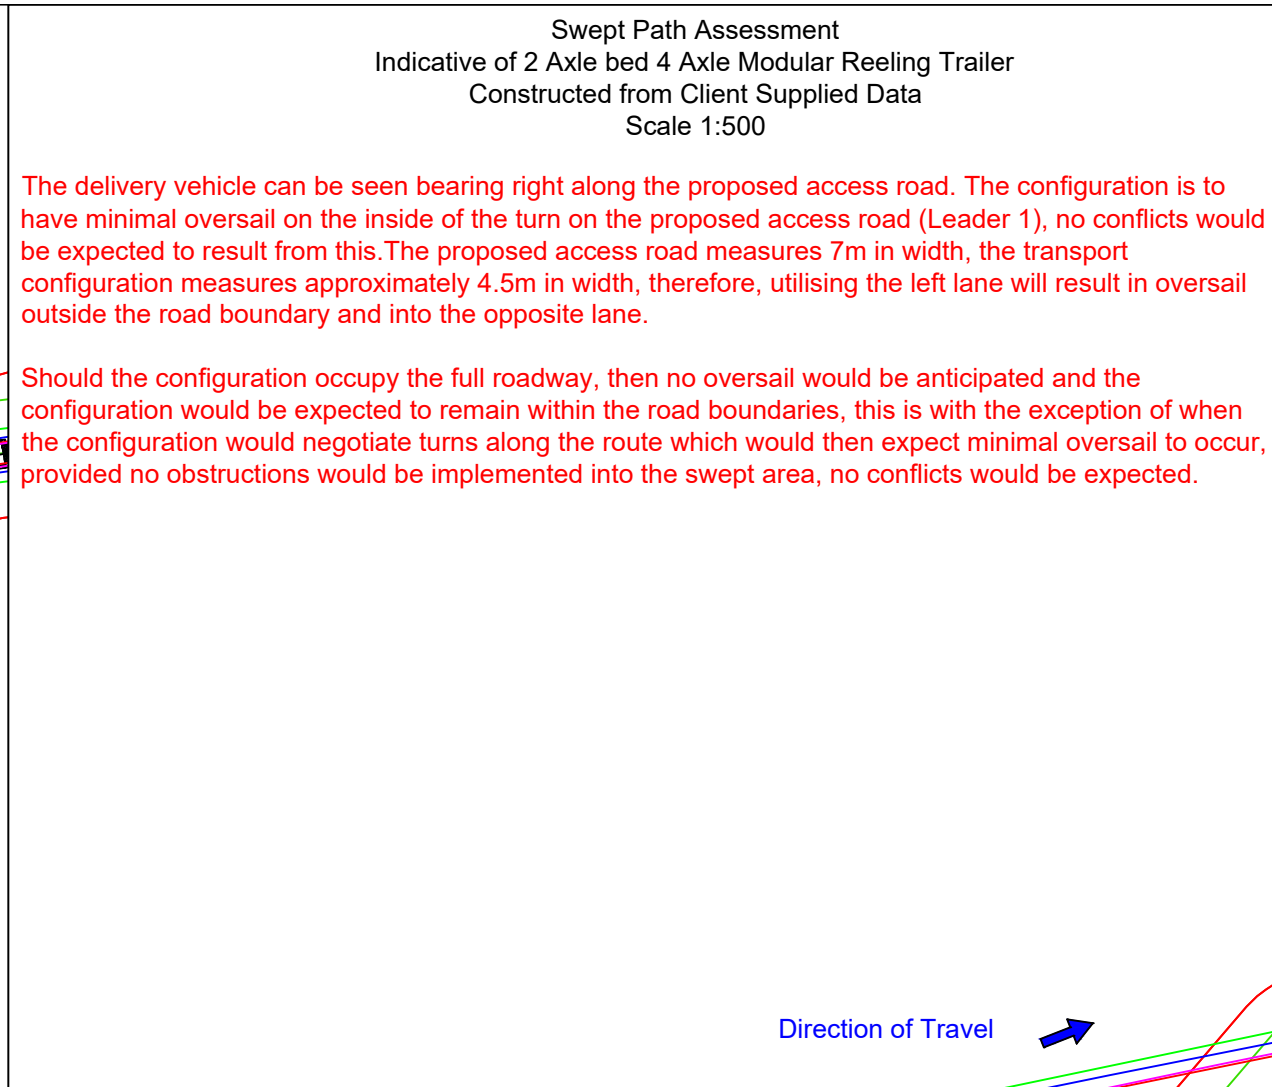 Swept Path Assessment
Indicative of 2 Axle bed 4 Axle Modular Reeling Trailer
Constructed from Client Supplied Data
Scale 1:500
The delivery vehicle can be seen bearing right along the proposed access road. The configuration is to
have minimal oversail on the inside of the turn on the proposed access road (Leader 1), no conflicts would
be expected to result from this.The proposed access road measures 7m in width, the transport
configuration measures approximately 4.5m in width, therefore, utilising the left lane will result in oversail
outside the road boundary and into the opposite lane.
Should the configuration occupy the full roadway, then no oversail would be anticipated and the
configuration would be expected to remain within the road boundaries, this is with the exception of when
the configuration would negotiate turns along the route which would then expect minimal oversail to occur,
provided no obstructions would be implemented into the swept area, no conflicts would be expected.
Direction of Travel